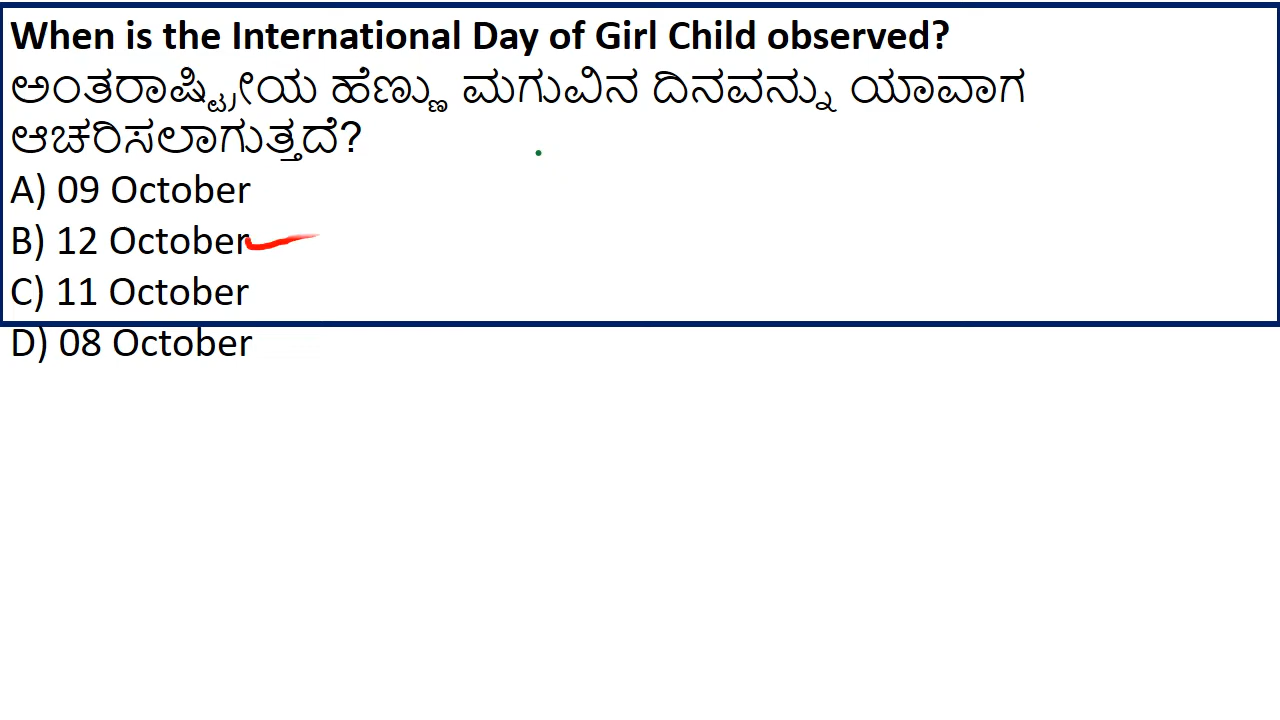 When is the International Day of Girl Child observed?
ಅಂತರಾಷ್ಟ್ರೀಯ ಹೆಣ್ಣು ಮಗುವಿನ ದಿನವನ್ನು ಯಾವಾಗ
ಆಚರಿಸಲಾಗುತ್ತದೆ?
A) 09 October
B) 12 October
C) 11 October
D) 08 October